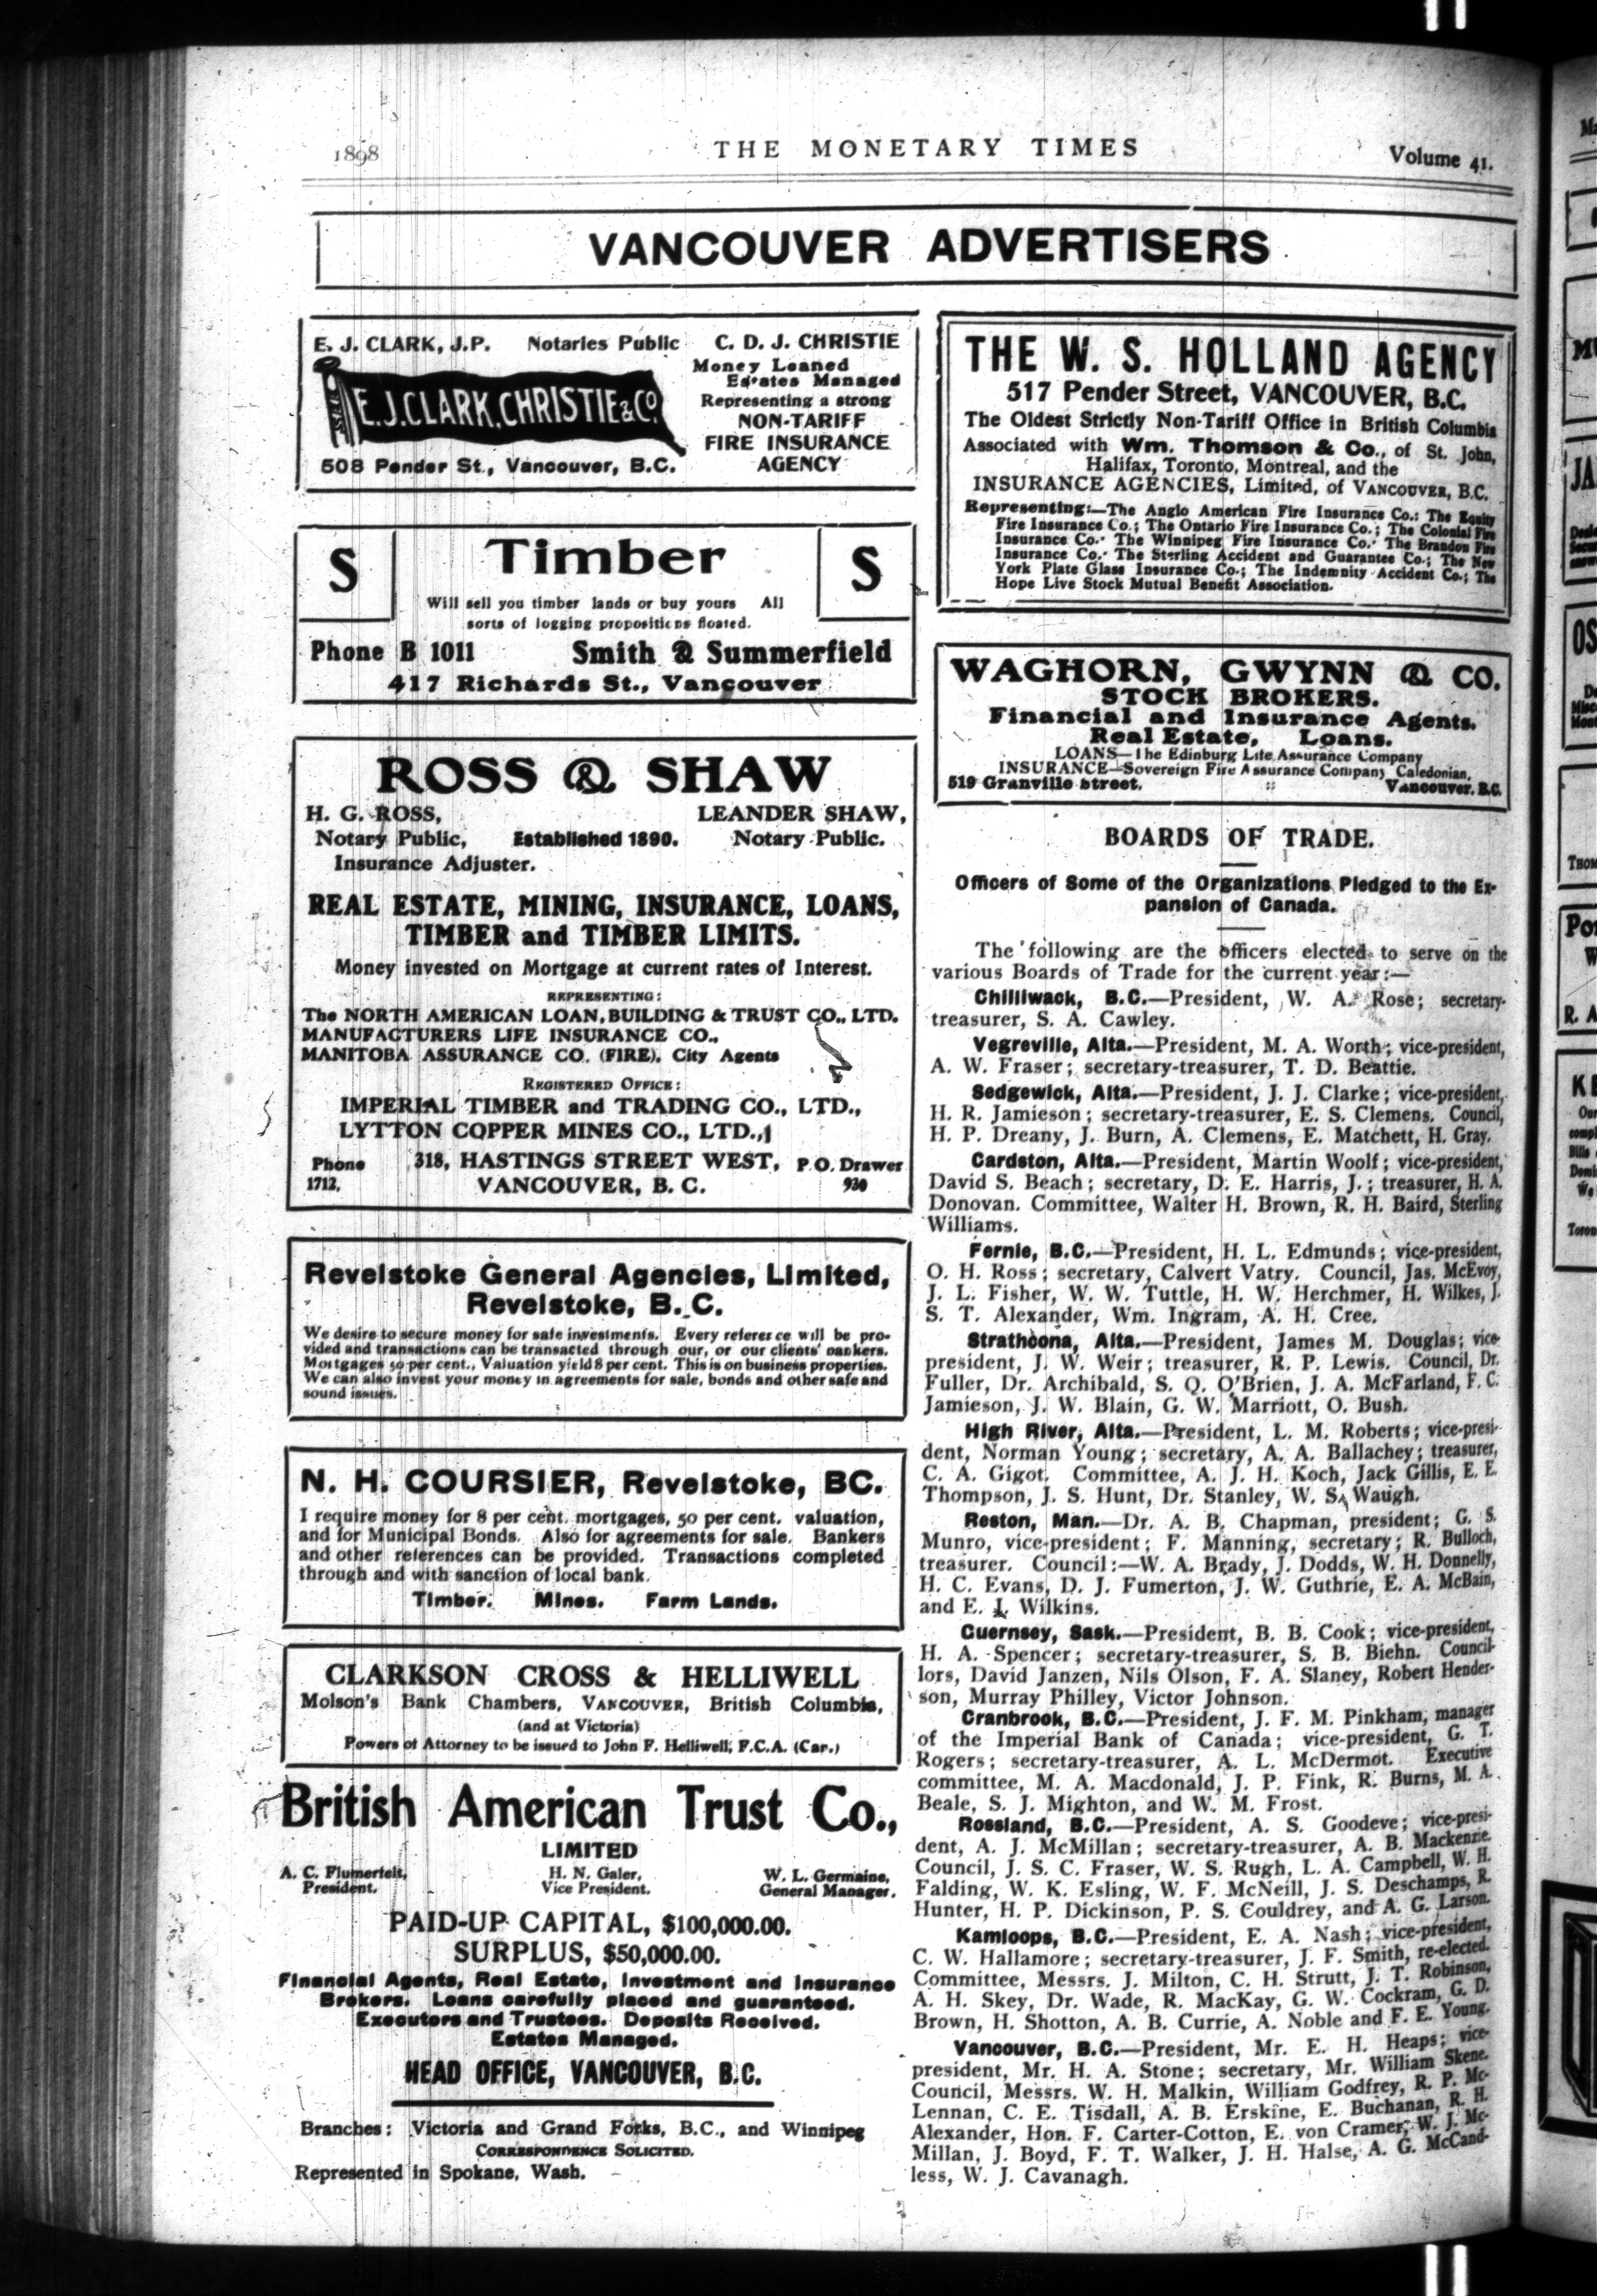 1898
THE MONETARY TIMES
Volume 41.
VANCOUVER ADVERTISERS
E. J. CLARK, J.P. Notaries Public C. D. J. CHRISTIE
E. J. CLARK, CHRISTIE & Co.
Money Loaned
Estates Managed
Representing a strong
NON-TARIFF
FIRE INSURANCE
AGENCY
508 Pender St., Vancouver, B.C.
S Timber S
Will sell you timber lands or buy yours All
sorts of logging propositions floated.
Phone B 1011 Smith & Summerfield
417 Richards St., Vancouver
ROSS & SHAW
H. G. ROSS, LEANDER SHAW,
Notary Public, Established 1890. Notary Public.
Insurance Adjuster.
REAL ESTATE, MINING, INSURANCE, LOANS,
TIMBER and TIMBER LIMITS.
Money invested on Mortgage at current rates of Interest.
REPRESENTING:
The NORTH AMERICAN LOAN, BUILDING & TRUST CO., LTD.
MANUFACTURERS LIFE INSURANCE CO.,
MANITOBA ASSURANCE CO. (FIRE), City Agents
REGISTERED OFFICE:
IMPERIAL TIMBER and TRADING CO., LTD.,
LYTTON COPPER MINES CO., LTD.,
Phone 318, HASTINGS STREET WEST, P.O. Drawer
1712. VANCOUVER, B. C. 930
Revelstoke General Agencies, Limited,
Revelstoke, B. C.
We desire to secure money for safe investments. Every reference will be pro-
vided and transactions can be transacted through our, or our clients' bankers.
Mortgages 50 per cent., Valuation yield 8 per cent. This is on business properties.
We can also invest your money in agreements for sale, bonds and other safe and
sound issues.
N. H. COURSIER, Revelstoke, BC.
I require money for 8 per cent. mortgages, 50 per cent. valuation,
and for Municipal Bonds. Also for agreements for sale. Bankers
and other references can be provided. Transactions completed
through and with sanction of local bank.
Timber. Mines. Farm Lands.
CLARKSON CROSS & HELLIWELL
Molson's Bank Chambers, VANCOUVER, British Columbia,
(and at Victoria)
Powers of Attorney to be issued to John F. Helliwell, F.C.A. (Can.)
British American Trust Co.,
LIMITED
A. C. Flumerfelt, H. N. Galer, W. L. Germaine,
President. Vice President. General Manager.
PAID-UP CAPITAL, $100,000.00.
SURPLUS, $50,000.00.
Financial Agents, Real Estate, Investment and Insurance
Brokers. Loans carefully placed and guaranteed.
Executors and Trustees. Deposits Received.
Estates Managed.
HEAD OFFICE, VANCOUVER, B.C.
Branches: Victoria and Grand Forks, B.C., and Winnipeg
CORRESPONDENCE SOLICITED.
Represented in Spokane, Wash.
THE W. S. HOLLAND AGENCY
517 Pender Street, VANCOUVER, B.C.
The Oldest Strictly Non-Tariff Office in British Columbia
Associated with Wm. Thomson & Co., of St. John,
Halifax, Toronto, Montreal, and the
INSURANCE AGENCIES, Limited, of VANCOUVER, B.C.
Representing:—The Anglo American Fire Insurance Co.; The Equity
Fire Insurance Co.; The Ontario Fire Insurance Co.; The Colonial Fire
Insurance Co.; The Winnipeg Fire Insurance Co.; The Brandon Fire
Insurance Co.; The Sterling Accident and Guarantee Co.; The New
York Plate Glass Insurance Co.; The Indemnity Accident Co.; The
Hope Live Stock Mutual Benefit Association.
WAGHORN, GWYNN & CO.
STOCK BROKERS.
Financial and Insurance Agents.
Real Estate, Loans.
LOANS—The Edinburg Life Assurance Company
INSURANCE—Sovereign Fire Assurance Company Caledonian.
519 Granville Street. :: Vancouver, B.C.
BOARDS OF TRADE.
Officers of Some of the Organizations Pledged to the Ex-
pansion of Canada.
The following are the officers elected to serve on the
various Boards of Trade for the current year:—
Chilliwack, B.C.—President, W. A. Rose; secretary-
treasurer, S. A. Cawley.
Vegreville, Alta.—President, M. A. Worth; vice-president,
A. W. Fraser; secretary-treasurer, T. D. Beattie.
Sedgewick, Alta.—President, J. J. Clarke; vice-president,
H. R. Jamieson; secretary-treasurer, E. S. Clemens. Council,
H. P. Dreany, J. Burn, A. Clemens, E. Matchett, H. Gray.
Cardston, Alta.—President, Martin Woolf; vice-president,
David S. Beach; secretary, D. E. Harris, J.; treasurer, H. A.
Donovan. Committee, Walter H. Brown, R. H. Baird, Sterling
Williams.
Fernie, B.C.—President, H. L. Edmunds; vice-president,
O. H. Ross; secretary, Calvert Vatry. Council, Jas. McEvoy,
J. L. Fisher, W. W. Tuttle, H. W. Herchmer, H. Wilkes, J.
S. T. Alexander, Wm. Ingram, A. H. Cree.
Strathcona, Alta.—President, James M. Douglas; vice-
president, J. W. Weir; treasurer, R. P. Lewis. Council, Dr.
Fuller, Dr. Archibald, S. Q. O'Brien, J. A. McFarland, F. C.
Jamieson, J. W. Blain, G. W. Marriott, O. Bush.
High River, Alta.—President, L. M. Roberts; vice-presi-
dent, Norman Young; secretary, A. A. Ballachey; treasurer,
C. A. Gigot. Committee, A. J. H. Koch, Jack Gillis, E. E.
Thompson, J. S. Hunt, Dr. Stanley, W. S. Waugh.
Reston, Man.—Dr. A. B. Chapman, president; G. S.
Munro, vice-president; F. Manning, secretary; R. Bulloch,
treasurer. Council:—W. A. Brady, J. Dodds, W. H. Donnelly,
H. C. Evans, D. J. Fumerton, J. W. Guthrie, E. A. McBain,
and E. J. Wilkins.
Guernsey, Sask.—President, B. B. Cook; vice-president,
H. A. Spencer; secretary-treasurer, S. B. Biehn. Council-
lors, David Janzen, Nils Olson, F. A. Slaney, Robert Hender-
son, Murray Philley, Victor Johnson.
Cranbrook, B.C.—President, J. F. M. Pinkham, manager
of the Imperial Bank of Canada; vice-president, G. T.
Rogers; secretary-treasurer, A. L. McDermot. Executive
committee, M. A. Macdonald, J. P. Fink, R. Burns, M. A.
Beale, S. J. Mighton, and W. M. Frost.
Rossland, B.C.—President, A. S. Goodeve; vice-presi-
dent, A. J. McMillan; secretary-treasurer, A. B. Mackenzie.
Council, J. S. C. Fraser, W. S. Rugh, L. A. Campbell, W. H.
Falding, W. K. Esling, W. F. McNeill, J. S. Deschamps, R.
Hunter, H. P. Dickinson, P. S. Couldrey, and A. G. Larson.
Kamloops, B.C.—President, E. A. Nash; vice-president,
C. W. Hallamore; secretary-treasurer, J. F. Smith, re-elected.
Committee, Messrs. J. Milton, C. H. Strutt, J. T. Robinson,
A. H. Skey, Dr. Wade, R. MacKay, G. W. Cockram, G. D.
Brown, H. Shotton, A. B. Currie, A. Noble and F. E. Young.
Vancouver, B.C.—President, Mr. E. H. Heaps; vice-
president, Mr. H. A. Stone; secretary, Mr. William Skene.
Council, Messrs. W. H. Malkin, William Godfrey, R. P. Mc-
Lennan, C. E. Tisdall, A. B. Erskine, E. Buchanan, R. H.
Alexander, Hon. F. Carter-Cotton, E. von Cramer, W. J. Mc-
Millan, J. Boyd, F. T. Walker, J. H. Halse, A. G. McCand-
less, W. J. Cavanagh.